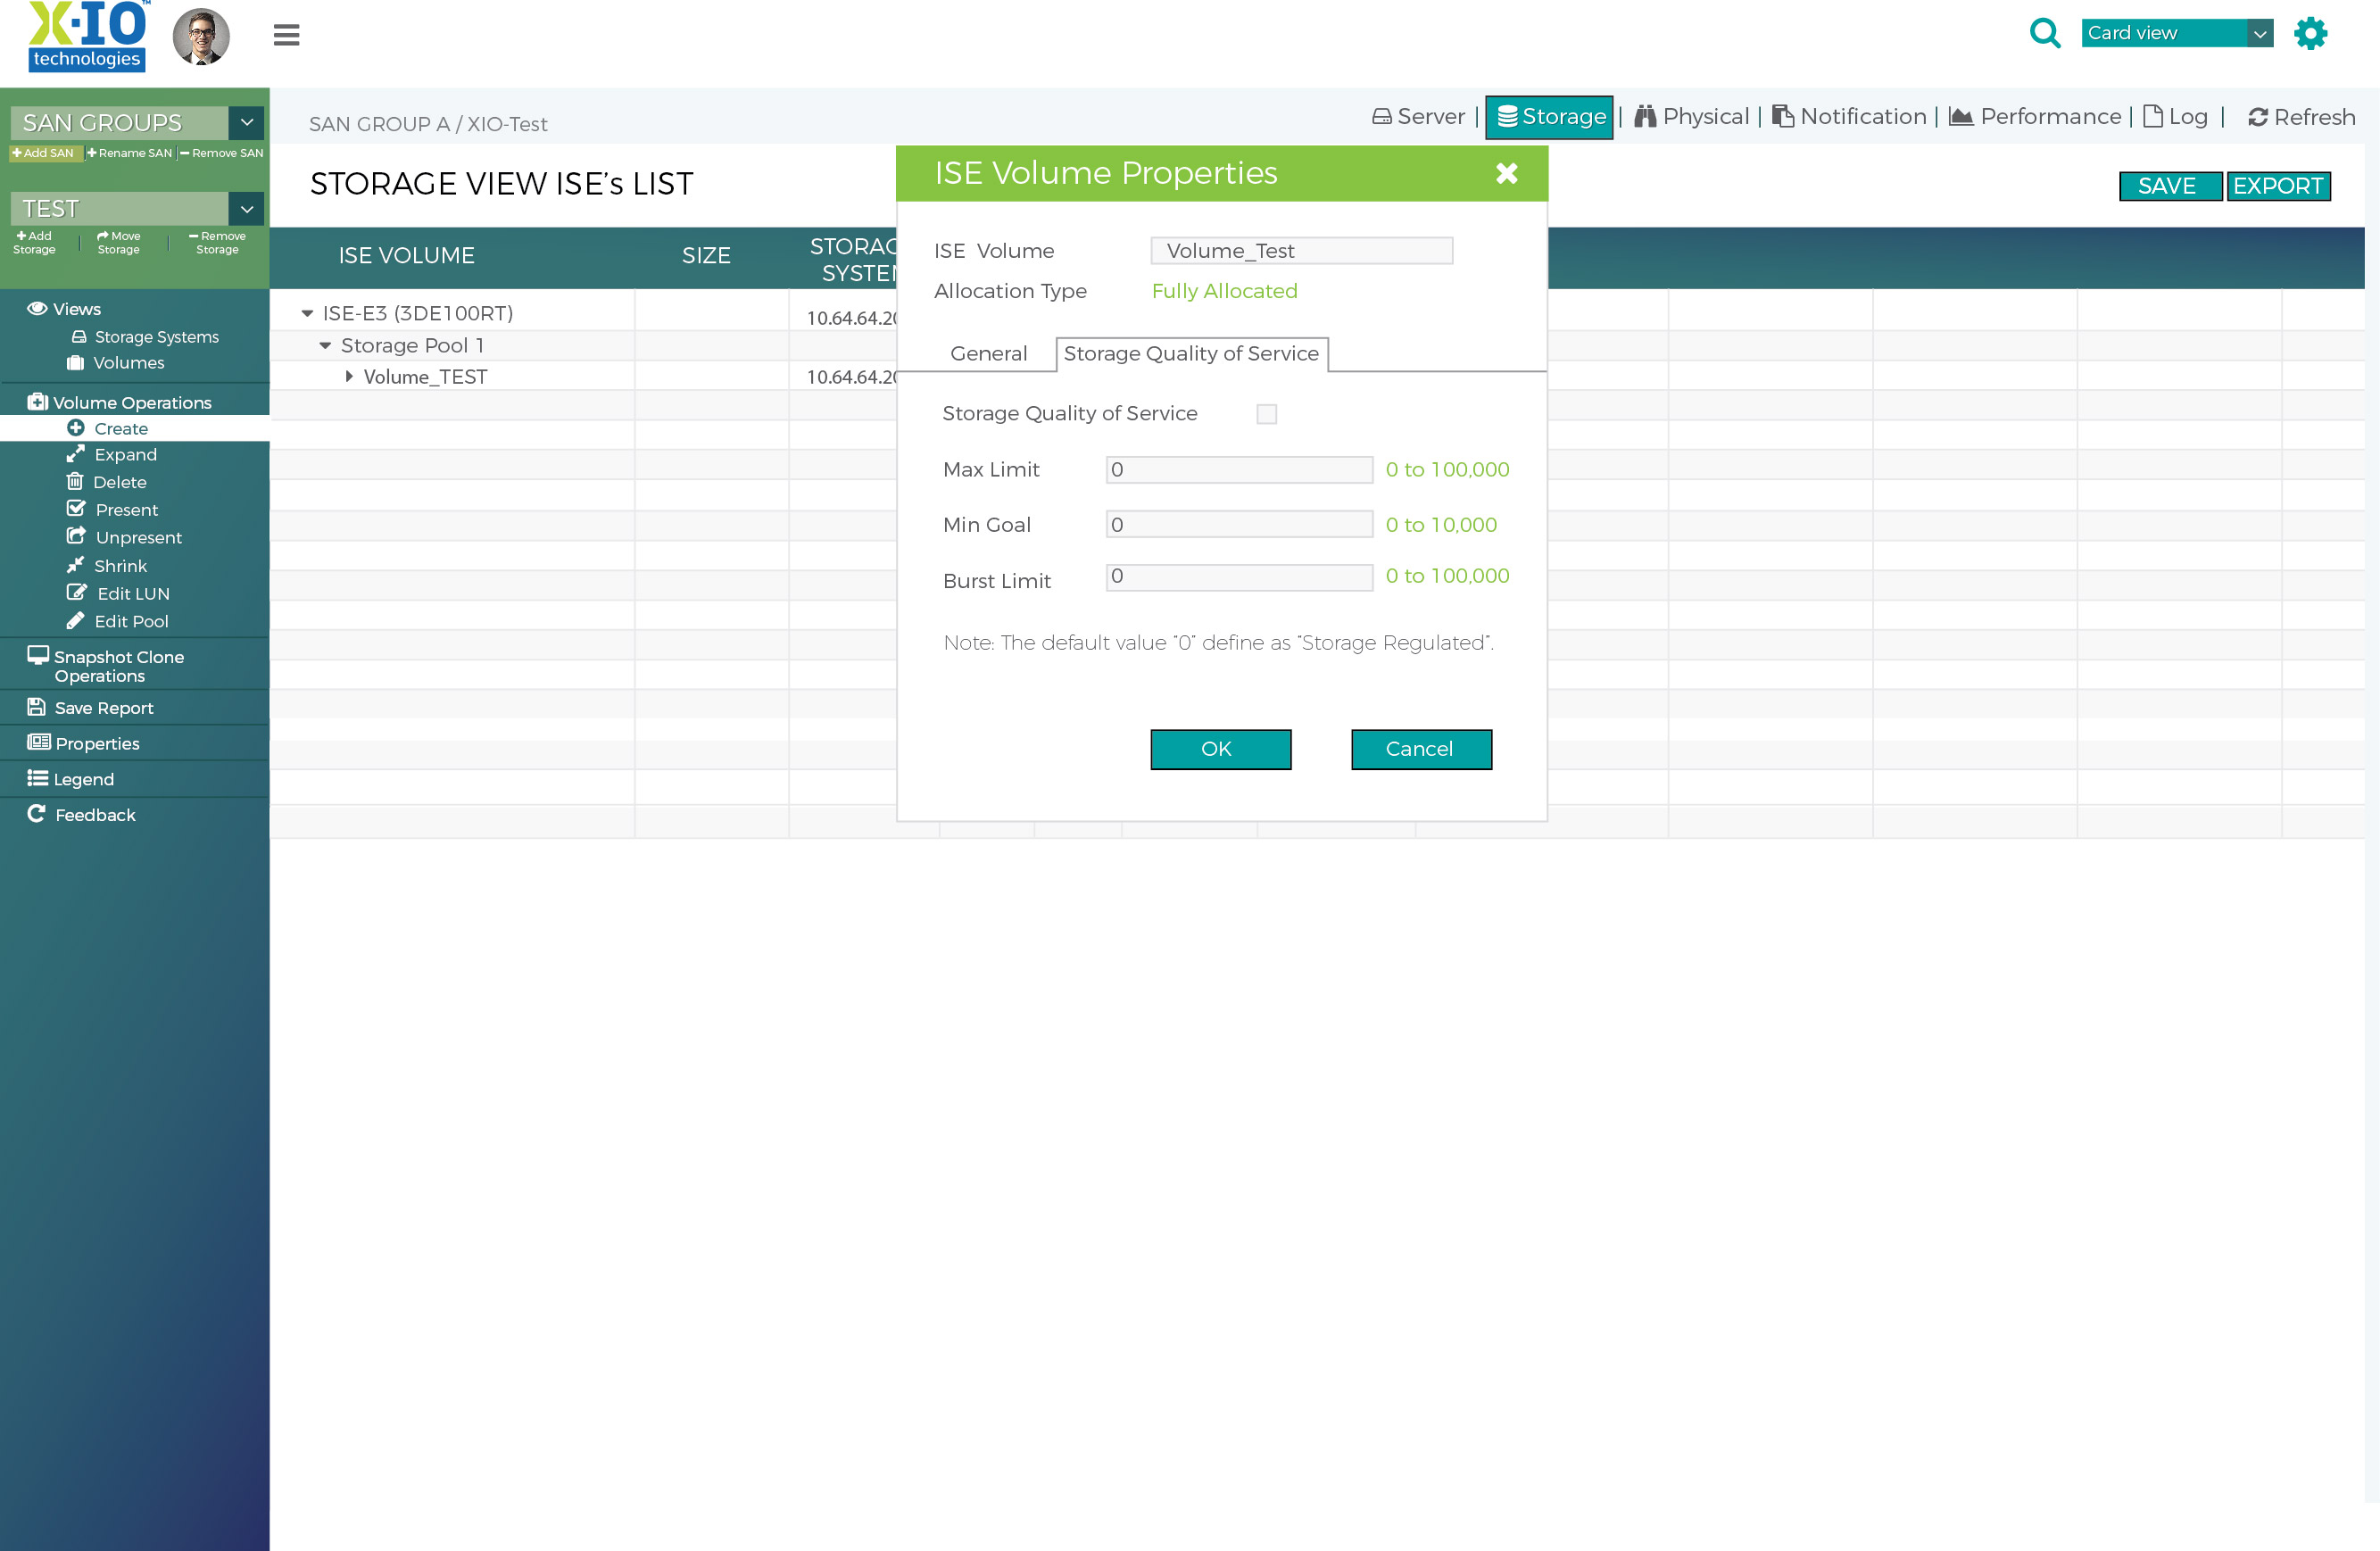 X-IO™
technologies
Card view
SAN GROUPS
Add SAN | Rename SAN | Remove SAN
TEST
Add Storage | Move Storage | Remove Storage
Views
Storage Systems
Volumes
Volume Operations
Create
Expand
Delete
Present
Unpresent
Shrink
Edit LUN
Edit Pool
Snapshot Clone
Operations
Save Report
Properties
Legend
Feedback
SAN GROUP A / XIO-Test
Server | Storage | Physical | Notification | Performance | Log | Refresh
STORAGE VIEW ISE’s LIST
SAVE EXPORT
ISE VOLUME SIZE STORAG
SYSTEM
ISE-E3 (3DE100RT) 10.64.64.20
Storage Pool 1
Volume_TEST 10.64.64.20
ISE Volume Properties
ISE Volume Volume_Test
Allocation Type Fully Allocated
General Storage Quality of Service
Storage Quality of Service
Max Limit 0 0 to 100,000
Min Goal 0 0 to 10,000
Burst Limit 0 0 to 100,000
Note: The default value “0” define as “Storage Regulated”.
OK Cancel